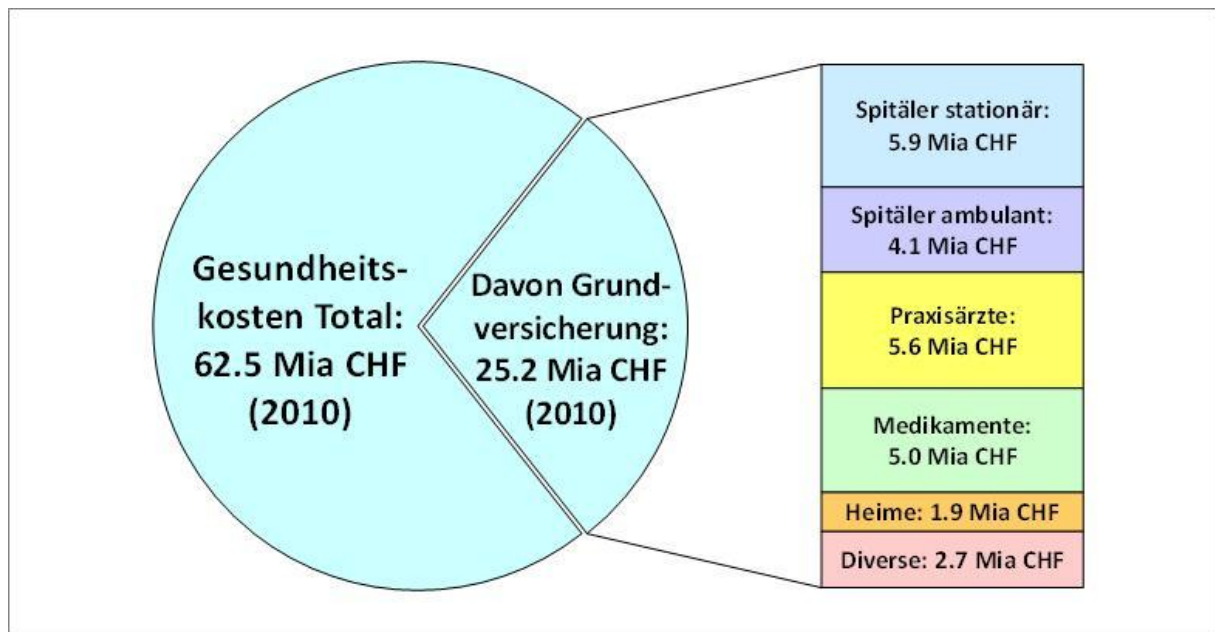 Gesundheits-
kosten Total:
62.5 Mia CHF
(2010)
Davon Grund-
versicherung:
25.2 Mia CHF
(2010)
Spitäler stationär:
5.9 Mia CHF
Spitäler ambulant:
4.1 Mia CHF
Praxisärzte:
5.6 Mia CHF
Medikamente:
5.0 Mia CHF
Heime: 1.9 Mia CHF
Diverse: 2.7 Mia CHF